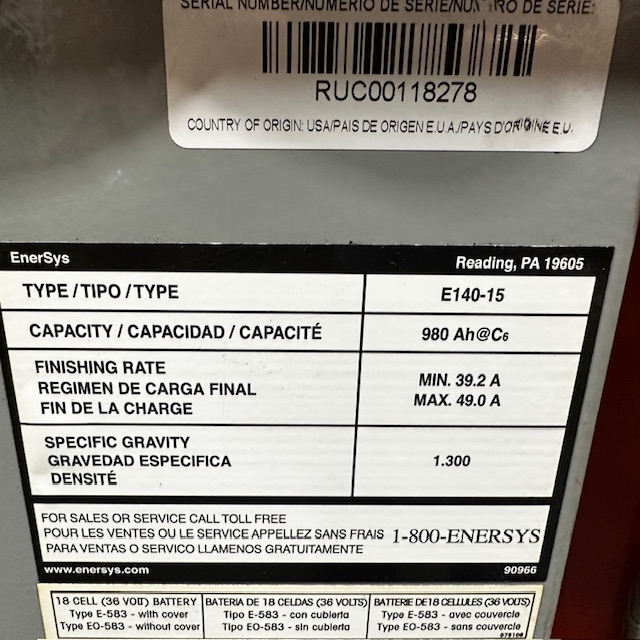 SERIAL NUMBER/NUMERIO DE SERIE/ DE SERIE:
RUC00118278
COUNTRY OF ORIGIN: USA/PAIS DE ORIGEN E.U.A./PAYS D'ORIGINE E.U.
EnerSys Reading, PA 19605
TYPE / TIPO / TYPE E140-15
CAPACITY / CAPACIDAD / CAPACITÉ 980 Ah@C6
FINISHING RATE
REGIMEN DE CARGA FINAL
FIN DE LA CHARGE
MIN. 39.2 A
MAX. 49.0 A
SPECIFIC GRAVITY
GRAVEDAD ESPECIFICA
DENSITÉ
1.300
FOR SALES OR SERVICE CALL TOLL FREE
POUR LES VENTES OU LE SERVICE APPELLEZ SANS FRAIS
PARA VENTAS O SERVICO LLAMENOS GRATUITAMENTE
1-800-ENERSYS
www.enersys.com 90966
18 CELL (36 VOLT) BATTERY
Type E-583 - with cover
Type EO-583 - without cover
BATERIA DE 18 CELDAS (36 VOLTS)
Tipo E-583 - con cubierta
Tipo EO-583 - sin cubierta
BATTERIE DE 18 CELLULES (36 VOLTS)
Type E-583 - avec couvercle
Type EO-583 - sans couvercle